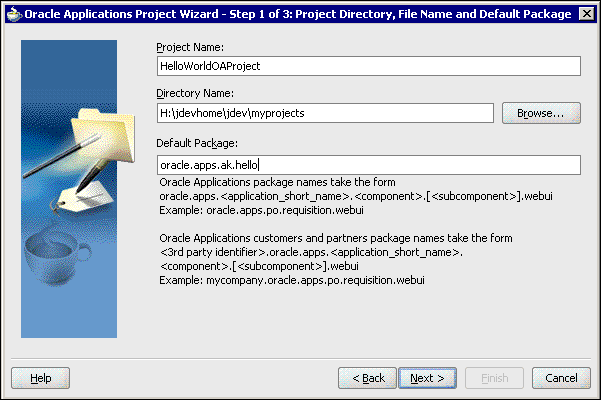 Oracle Applications Project Wizard - Step 1 of 3: Project Directory, File Name and Default Package
Project Name:
HelloWorldOAProject
Directory Name:
H:\jdevhome\jdev\myprojects
Browse...
Default Package:
oracle.apps.ak.hello
Oracle Applications package names take the form
oracle.apps.<application_short_name>.<component>.[<subcomponent>].webui
Example: oracle.apps.po.requisition.webui
Oracle Applications customers and partners package names take the form
<3rd party identifier>.oracle.apps.<application_short_name>.
<component>.[<subcomponent>].webui
Example: mycompany.oracle.apps.po.requisition.webui
Help
< Back
Next >
Finish
Cancel